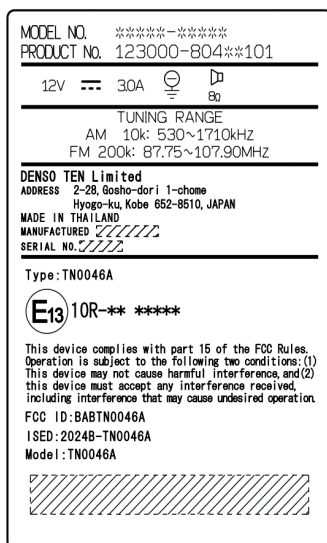 MODEL NO. *****-*****
PRODUCT No. 123000-804**101
12V ⎓ 3.0A 8Ω
TUNING RANGE
AM 10k: 530~1710kHz
FM 200k: 87.75~107.90MHz
DENSO TEN Limited
ADDRESS 2-28, Gosho-dori 1-chome
Hyogo-ku, Kobe 652-8510, JAPAN
MADE IN THAILAND
MANUFACTURED
SERIAL NO.
Type:TN0046A
E13 10R-** *****
This device complies with part 15 of the FCC Rules.
Operation is subject to the following two conditions:(1)
This device may not cause harmful interference, and(2)
this device must accept any interference received,
including interference that may cause undesired operation.
FCC ID:BABTN0046A
ISED:2024B-TN0046A
Model:TN0046A